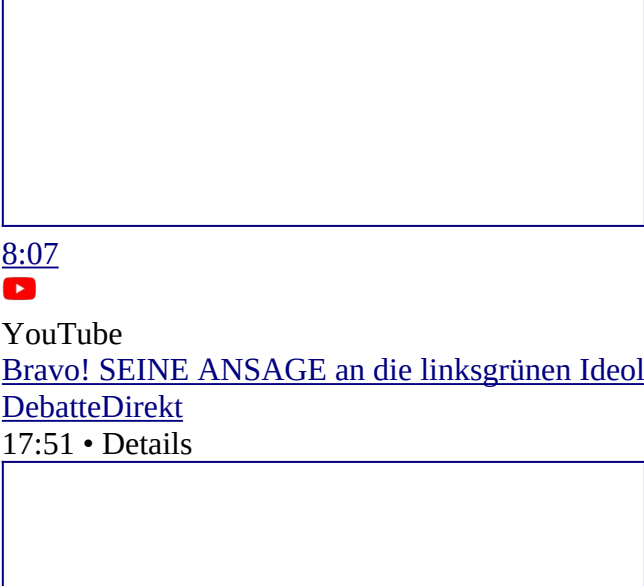 8:07
YouTube
Bravo! SEINE ANSAGE an die linksgrünen Ideol
DebatteDirekt
17:51 • Details